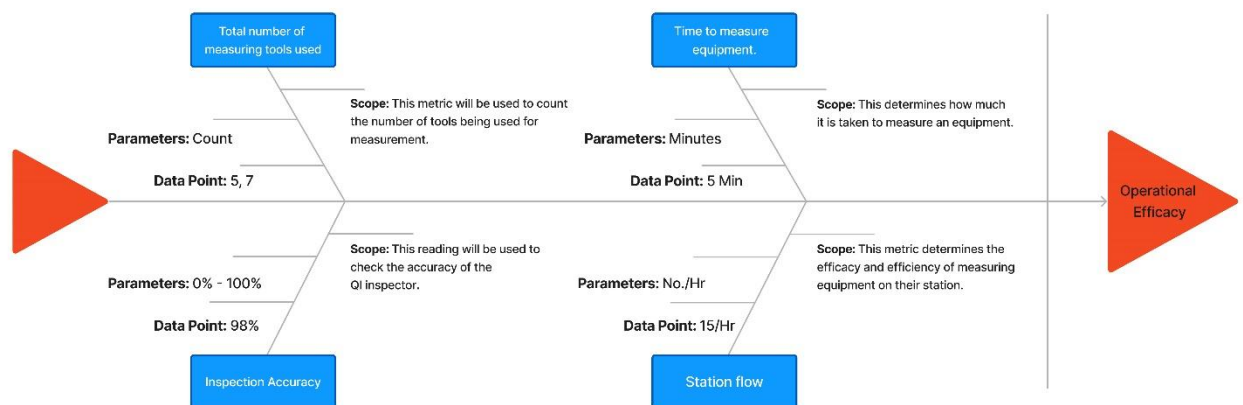 Total number of
measuring tools used
Scope: This metric will be used to count
the number of tools being used for
measurement.
Parameters: Count
Data Point: 5, 7
Time to measure
equipment.
Scope: This determines how much
it is taken to measure an equipment.
Parameters: Minutes
Data Point: 5 Min
Operational
Efficacy
Scope: This reading will be used to
check the accuracy of the
QI inspector.
Parameters: 0% - 100%
Data Point: 98%
Inspection Accuracy
Scope: This metric determines the
efficacy and efficiency of measuring
equipment on their station.
Parameters: No./Hr
Data Point: 15/Hr
Station flow